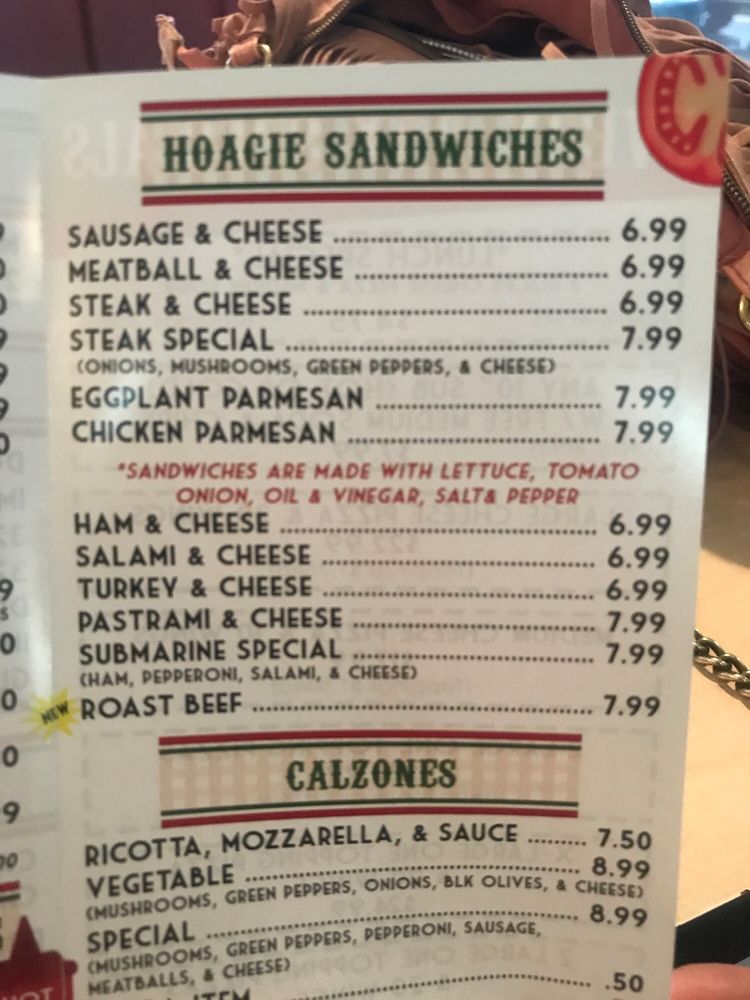 HOAGIE SANDWICHES
SAUSAGE & CHEESE ........ 6.99
MEATBALL & CHEESE ........ 6.99
STEAK & CHEESE ........ 6.99
STEAK SPECIAL ........ 7.99
(ONIONS, MUSHROOMS, GREEN PEPPERS, & CHEESE)
EGGPLANT PARMESAN ........ 7.99
CHICKEN PARMESAN ........ 7.99
*SANDWICHES ARE MADE WITH LETTUCE, TOMATO
ONION, OIL & VINEGAR, SALT& PEPPER
HAM & CHEESE ........ 6.99
SALAMI & CHEESE ........ 6.99
TURKEY & CHEESE ........ 6.99
PASTRAMI & CHEESE ........ 7.99
SUBMARINE SPECIAL ........ 7.99
(HAM, PEPPERONI, SALAMI, & CHEESE)
NEW ROAST BEEF ........ 7.99
CALZONES
RICOTTA, MOZZARELLA, & SAUCE ........ 7.50
VEGETABLE ........ 8.99
(MUSHROOMS, GREEN PEPPERS, ONIONS, BLK OLIVES, & CHEESE)
SPECIAL ........ 8.99
(MUSHROOMS, GREEN PEPPERS, PEPPERONI, SAUSAGE,
MEATBALLS, & CHEESE)
ITEM ........ .50